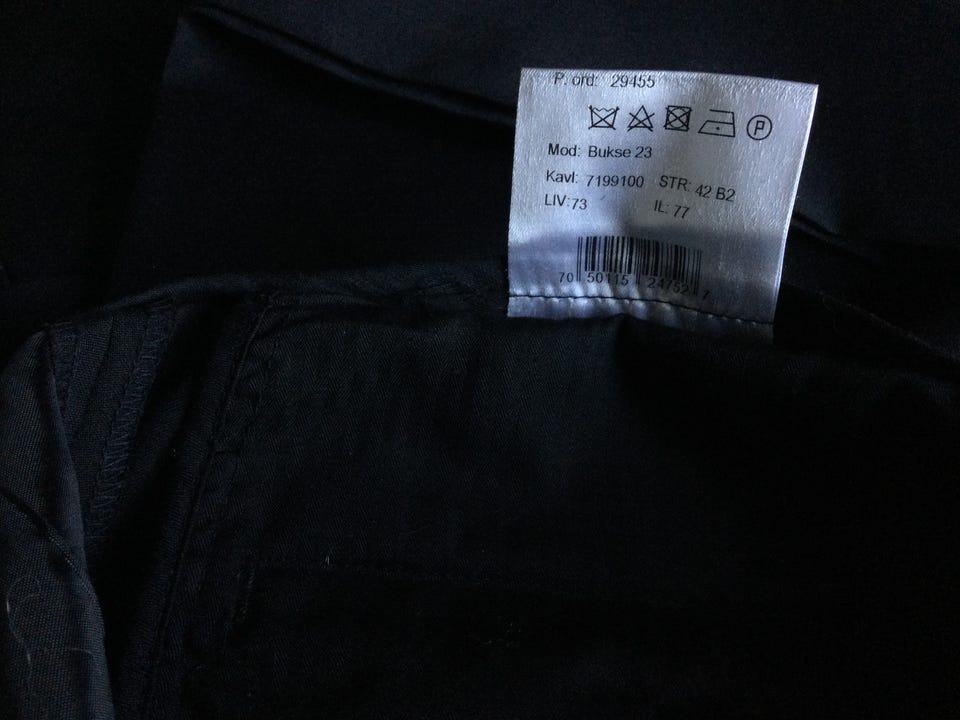 P. ord: 29455
P
Mod: Bukse 23
Kavl: 7199100 STR: 42 B2
LIV: 73 IL: 77
70 50115 24752 7